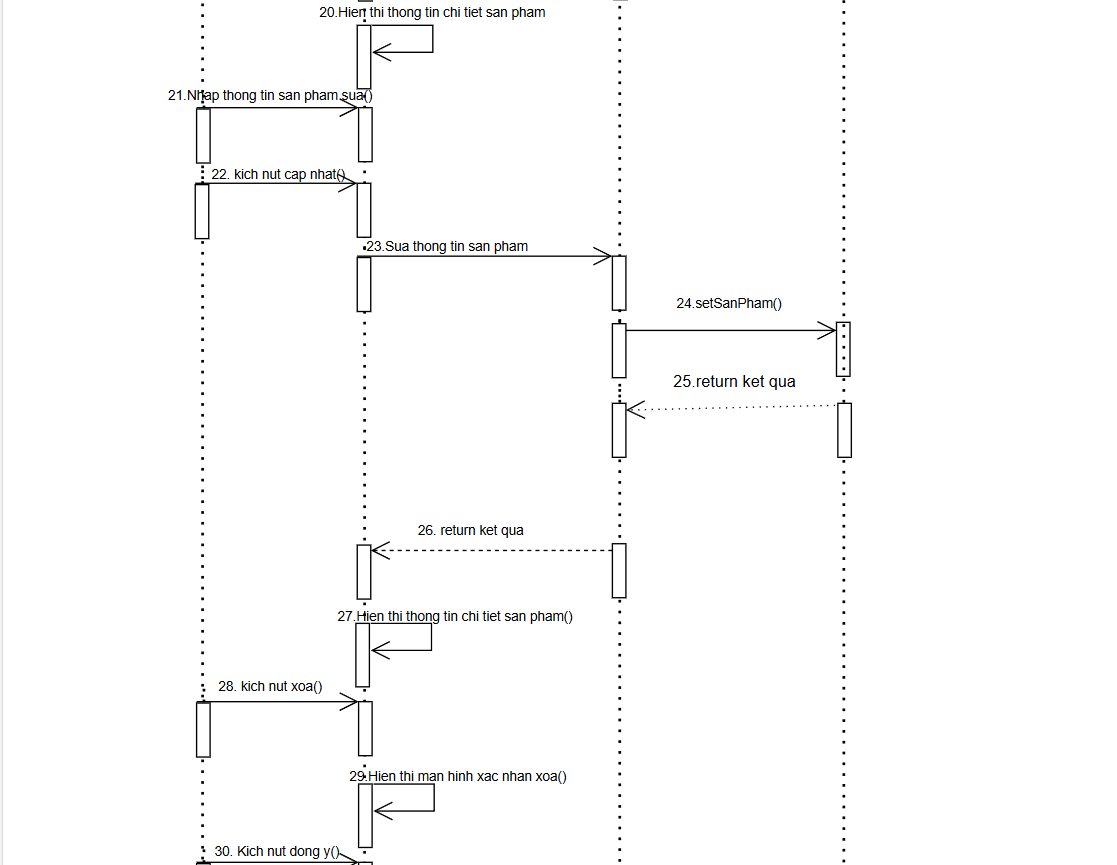 20.Hien thi thong tin chi tiet san pham
21.Nhap thong tin san pham sua()
22. kich nut cap nhat()
23.Sua thong tin san pham
24.setSanPham()
25.return ket qua
26. return ket qua
27.Hien thi thong tin chi tiet san pham()
28. kich nut xoa()
29.Hien thi man hinh xac nhan xoa()
30. Kich nut dong y()